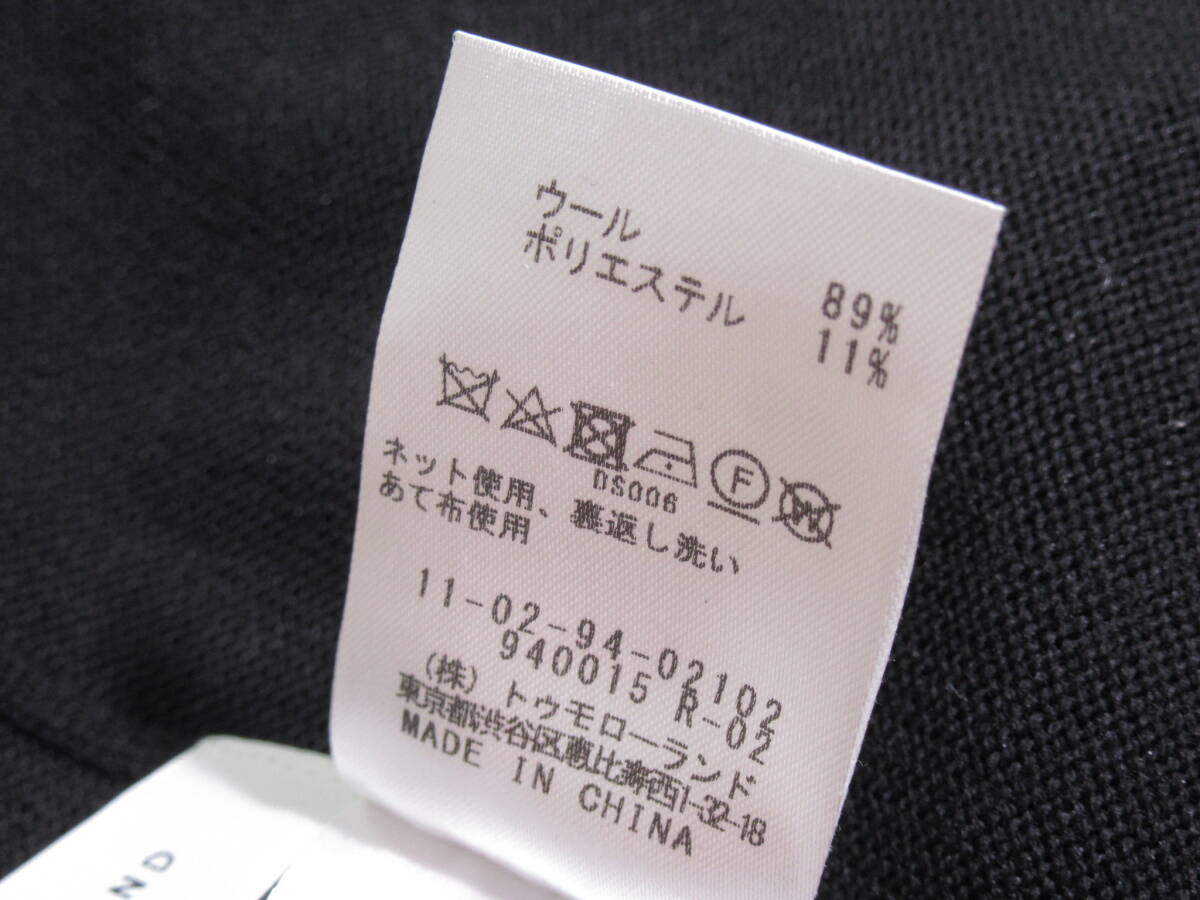 ウール 89%
ポリエステル 11%
DS006
F
W
ネット使用、裏返し洗い
あて布使用
11-02-94-02102
940015 R-02
(株)トゥモローランド
東京都渋谷区恵比寿西1-32-18
MADE IN CHINA
ND